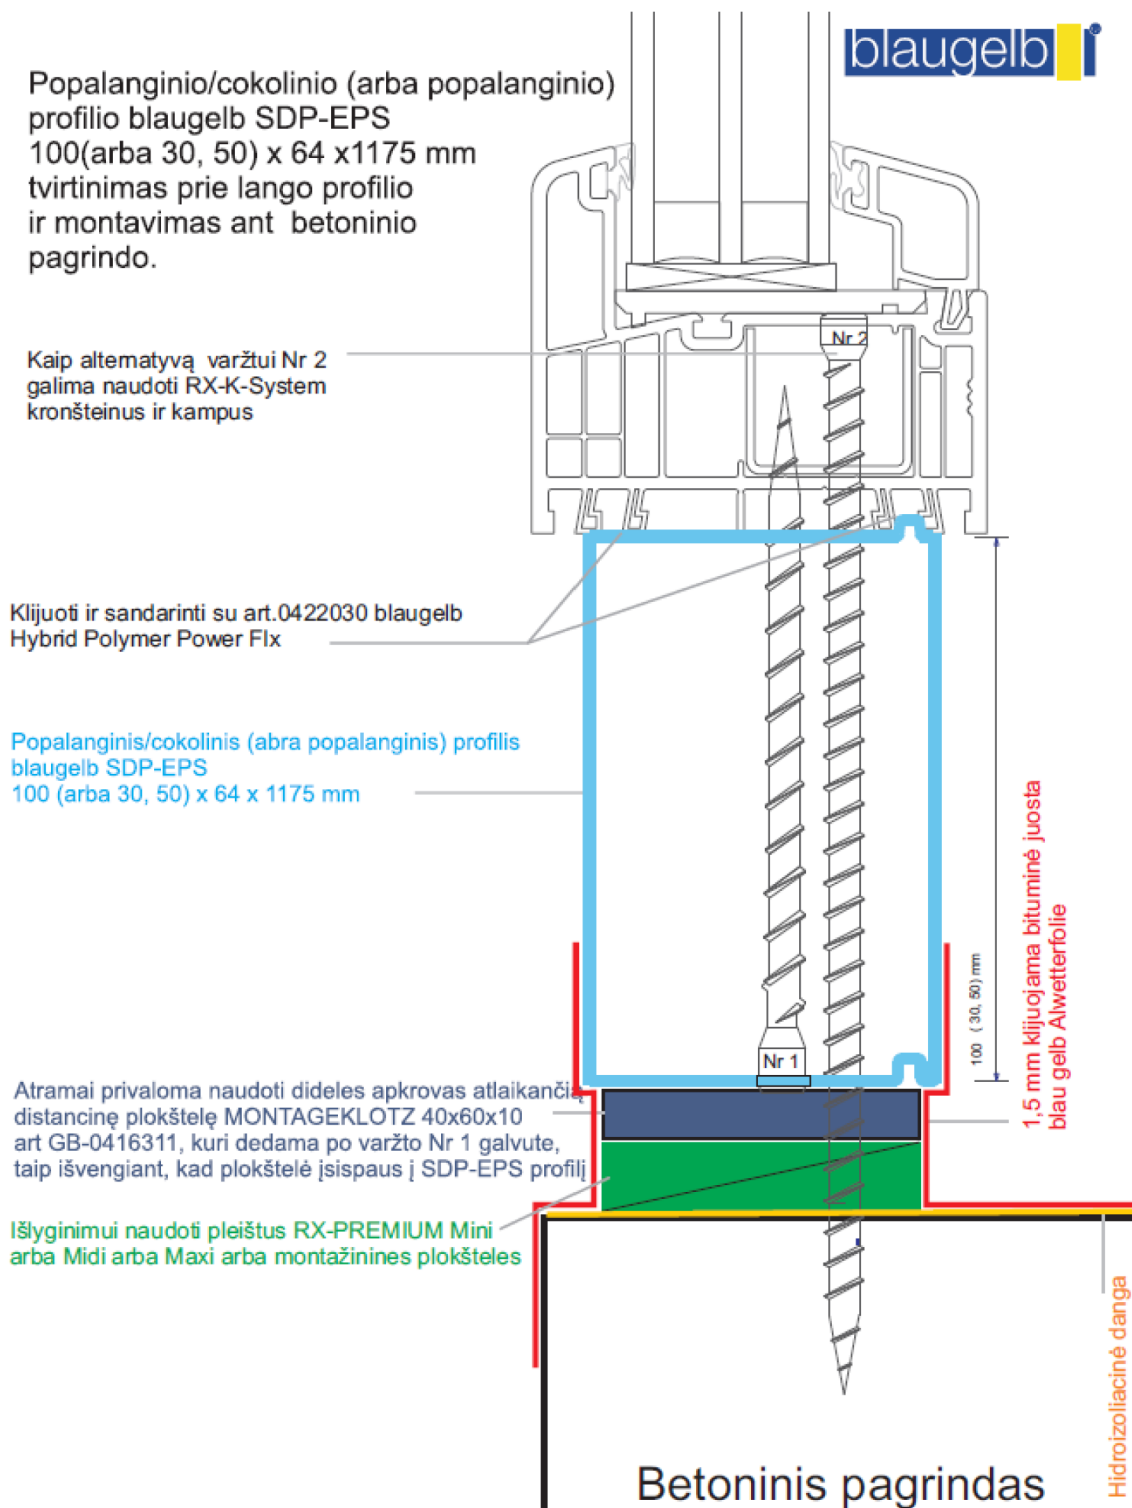 blaugelb
Popalanginio/cokolinio (arba popalanginio)
profilio blaugelb SDP-EPS
100(arba 30, 50) x 64 x1175 mm
tvirtinimas prie lango profilio
ir montavimas ant betoninio
pagrindo.
Nr 2
Kaip alternatyvą varžtui Nr 2
galima naudoti RX-K-System
kronšteinus ir kampus
Klijuoti ir sandarinti su art.0422030 blaugelb
Hybrid Polymer Power FIx
Popalanginis/cokolinis (abra popalanginis) profilis
blaugelb SDP-EPS
100 (arba 30, 50) x 64 x 1175 mm
100 ( 30, 50) mm
1,5 mm klijuojama bituminė juosta
blau gelb Alwetterfolie
Nr 1
Atramai privaloma naudoti dideles apkrovas atlaikančią
distancinę plokštelę MONTAGEKLOTZ 40x60x10
art GB-0416311, kuri dedama po varžto Nr 1 galvute,
taip išvengiant, kad plokštelė įsispaus į SDP-EPS profilį
Išlyginimui naudoti pleištus RX-PREMIUM Mini
arba Midi arba Maxi arba montažinines plokšteles
Hidroizoliacinė danga
Betoninis pagrindas